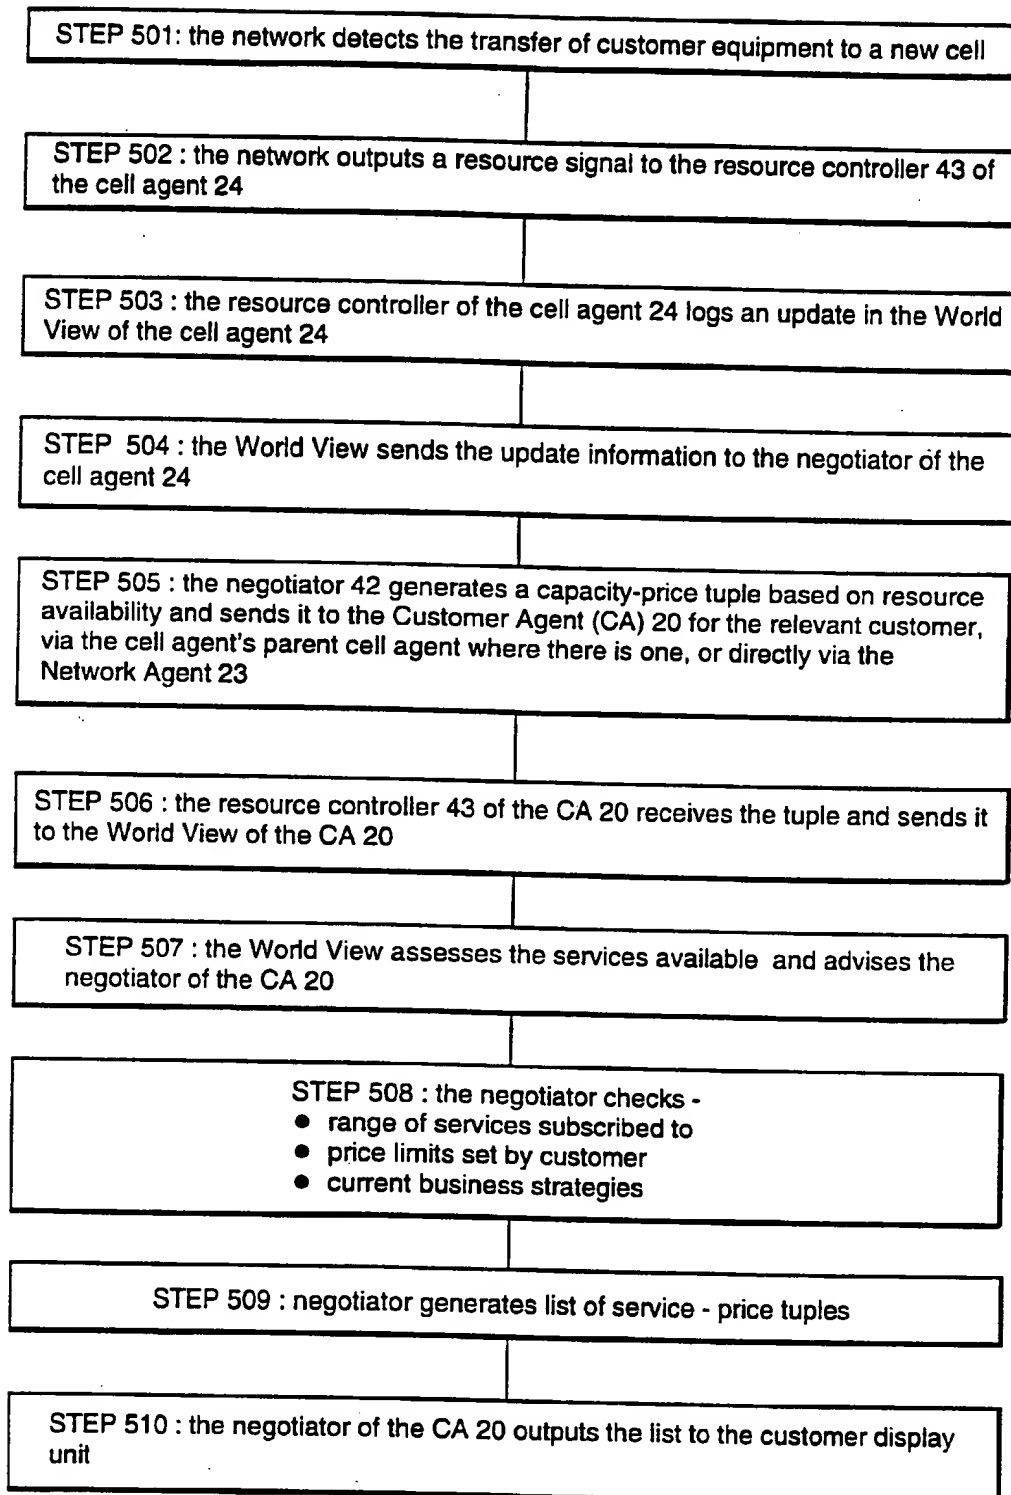 STEP 501: the network detects the transfer of customer equipment to a new cell
STEP 502 : the network outputs a resource signal to the resource controller 43 of
the cell agent 24
STEP 503 : the resource controller of the cell agent 24 logs an update in the World
View of the cell agent 24
STEP 504 : the World View sends the update information to the negotiator of the
cell agent 24
STEP 505 : the negotiator 42 generates a capacity-price tuple based on resource
availability and sends it to the Customer Agent (CA) 20 for the relevant customer,
via the cell agent's parent cell agent where there is one, or directly via the
Network Agent 23
STEP 506 : the resource controller 43 of the CA 20 receives the tuple and sends it
to the World View of the CA 20
STEP 507 : the World View assesses the services available and advises the
negotiator of the CA 20
STEP 508 : the negotiator checks -
● range of services subscribed to
● price limits set by customer
● current business strategies
STEP 509 : negotiator generates list of service - price tuples
STEP 510 : the negotiator of the CA 20 outputs the list to the customer display
unit